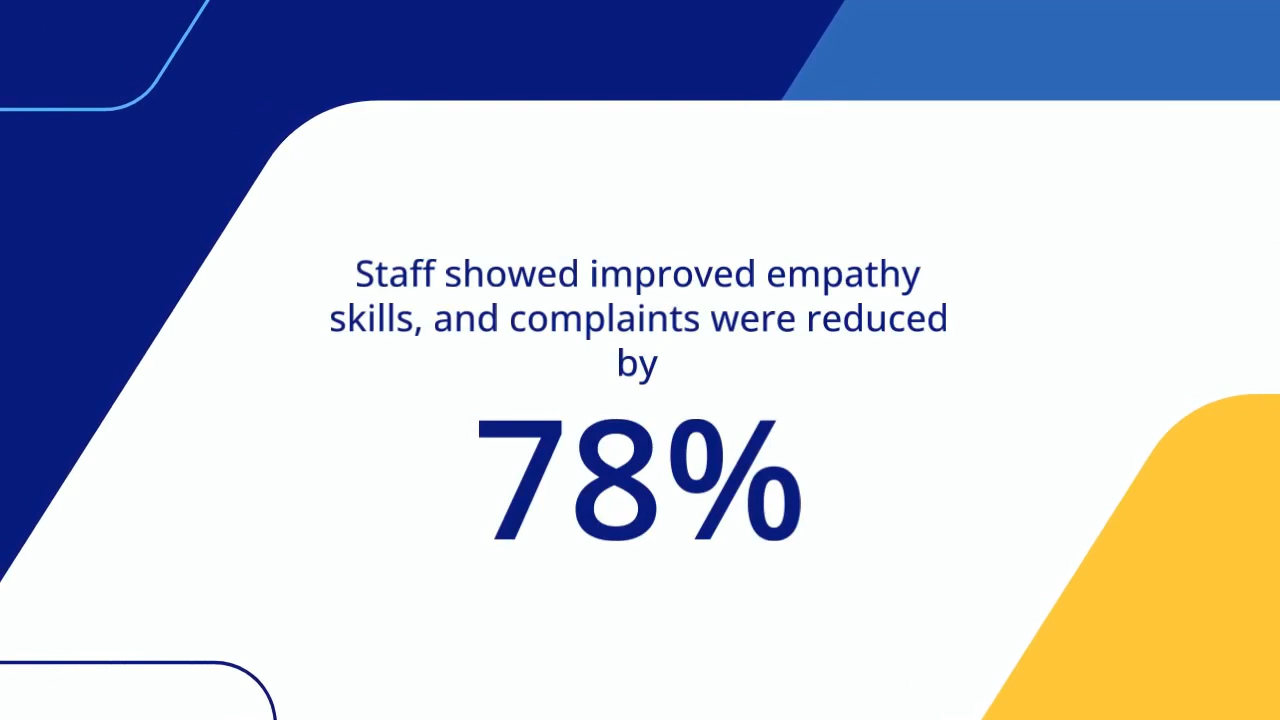 Staff showed improved empathy
skills, and complaints were reduced
by
78%